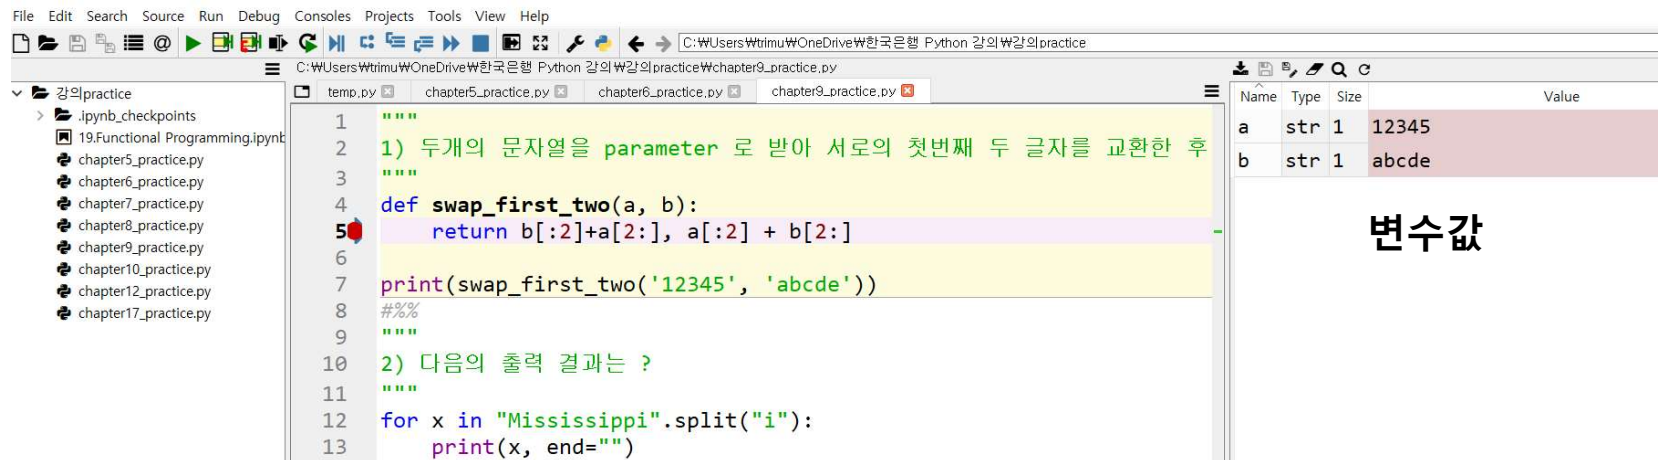 File Edit Search Source Run Debug Consoles Projects Tools View Help
C:₩Users₩trimu₩OneDrive₩한국은행 Python 강의₩강의practice
C:₩Users₩trimu₩OneDrive₩한국은행 Python 강의₩강의practice₩chapter9_practice.py
temp.py chapter5_practice.py chapter6_practice.py chapter9_practice.py
강의practice
.ipynb_checkpoints
19.Functional Programming.ipynb
chapter5_practice.py
chapter6_practice.py
chapter7_practice.py
chapter8_practice.py
chapter9_practice.py
chapter10_practice.py
chapter12_practice.py
chapter17_practice.py
1 """
2 1) 두개의 문자열을 parameter 로 받아 서로의 첫번째 두 글자를 교환한 후
3 """
4 def swap_first_two(a, b):
5 return b[:2]+a[2:], a[:2] + b[2:]
6
7 print(swap_first_two('12345', 'abcde'))
8 #%%
9 """
10 2) 다음의 출력 결과는 ?
11 """
12 for x in "Mississippi".split("i"):
13 print(x, end="")
Name Type Size Value
a str 1 12345
b str 1 abcde
변수값